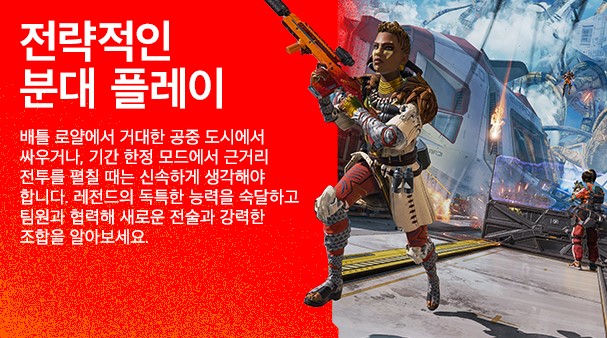 전략적인
분대 플레이
배틀 로얄에서 거대한 공중 도시에서
싸우거나, 기간 한정 모드에서 근거리
전투를 펼칠 때는 신속하게 생각해야
합니다. 레전드의 독특한 능력을 숙달하고
팀원과 협력해 새로운 전술과 강력한
조합을 알아보세요.